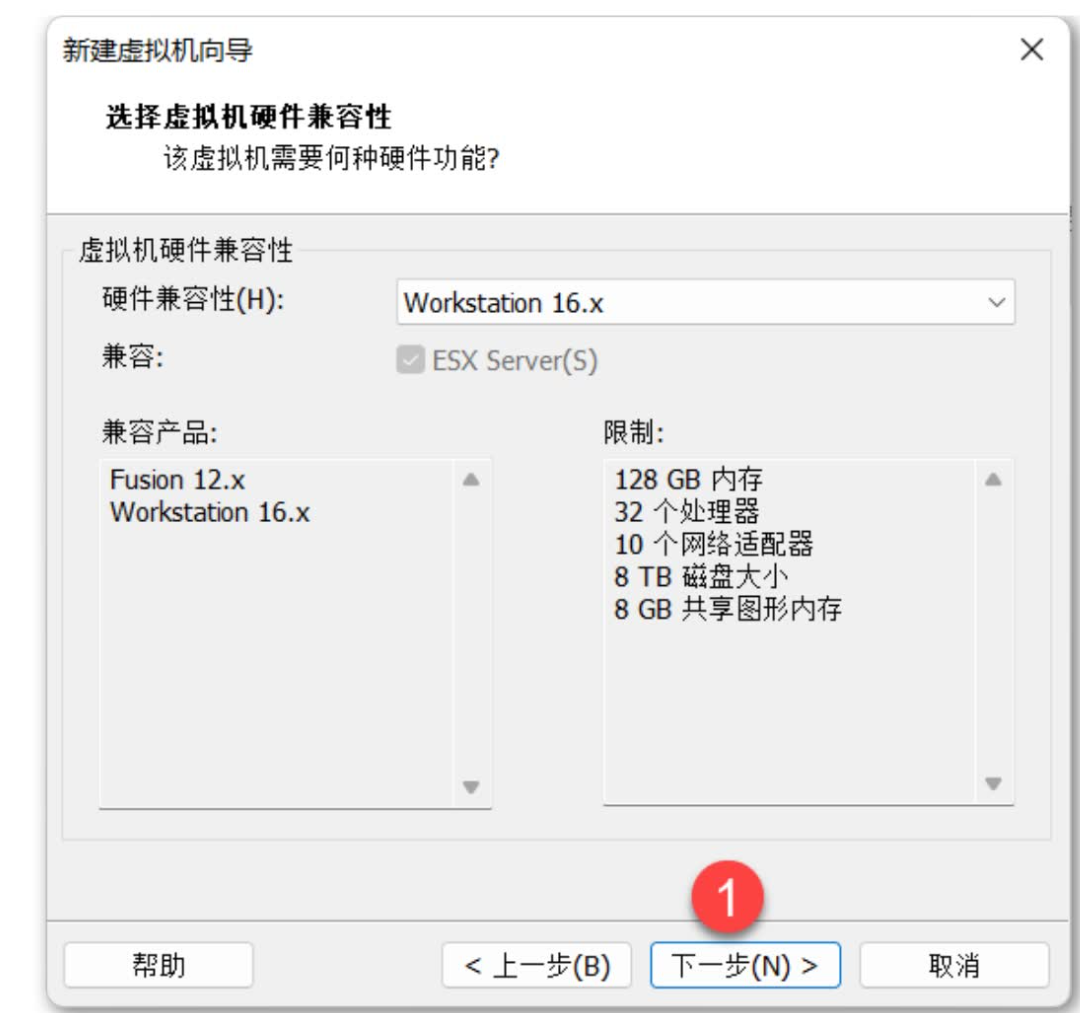 新建虚拟机向导
选择虚拟机硬件兼容性
该虚拟机需要何种硬件功能?
虚拟机硬件兼容性
硬件兼容性(H):
Workstation 16.x
兼容:
ESX Server(S)
兼容产品:
Fusion 12.x
Workstation 16.x
限制:
128 GB 内存
32 个处理器
10 个网络适配器
8 TB 磁盘大小
8 GB 共享图形内存
1
帮助
< 上一步(B)
下一步(N) >
取消